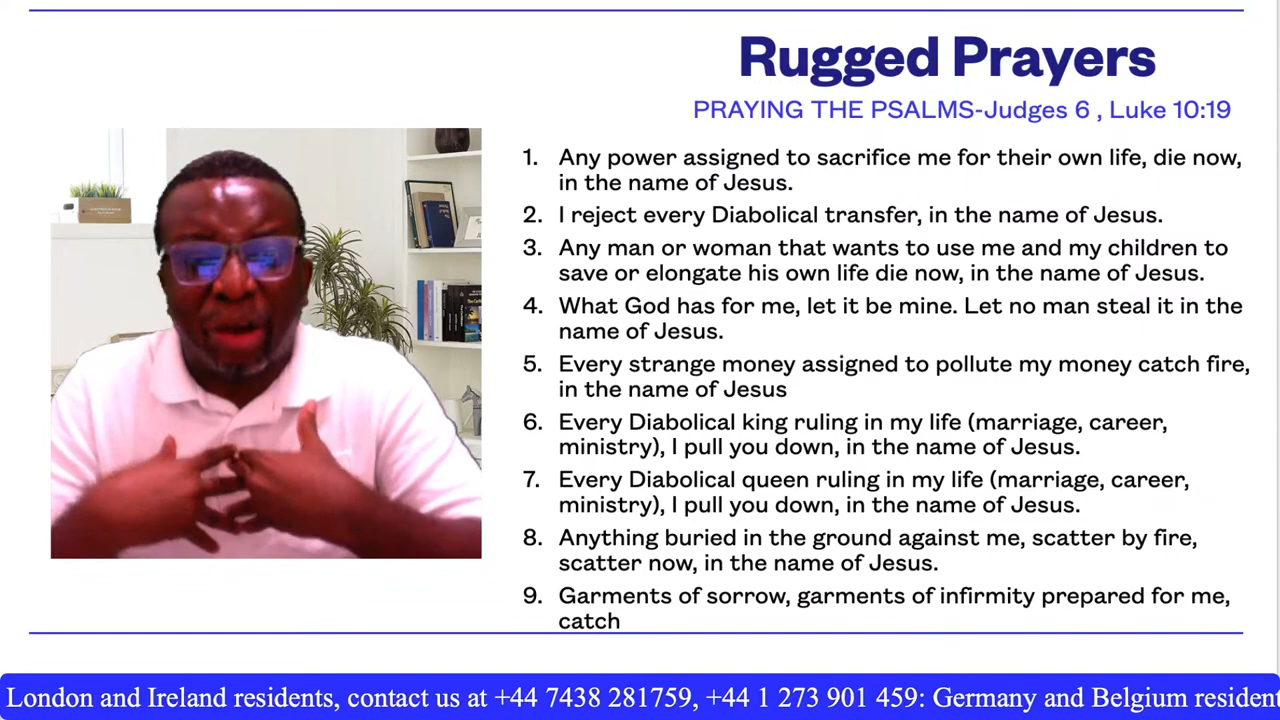 Rugged Prayers
PRAYING THE PSALMS-Judges 6 , Luke 10:19
1. Any power assigned to sacrifice me for their own life, die now,
in the name of Jesus.
2. I reject every Diabolical transfer, in the name of Jesus.
3. Any man or woman that wants to use me and my children to
save or elongate his own life die now, in the name of Jesus.
4. What God has for me, let it be mine. Let no man steal it in the
name of Jesus.
5. Every strange money assigned to pollute my money catch fire,
in the name of Jesus
6. Every Diabolical king ruling in my life (marriage, career,
ministry), I pull you down, in the name of Jesus.
7. Every Diabolical queen ruling in my life (marriage, career,
ministry), I pull you down, in the name of Jesus.
8. Anything buried in the ground against me, scatter by fire,
scatter now, in the name of Jesus.
9. Garments of sorrow, garments of infirmity prepared for me,
catch
London and Ireland residents, contact us at +44 7438 281759, +44 1 273 901 459: Germany and Belgium resident